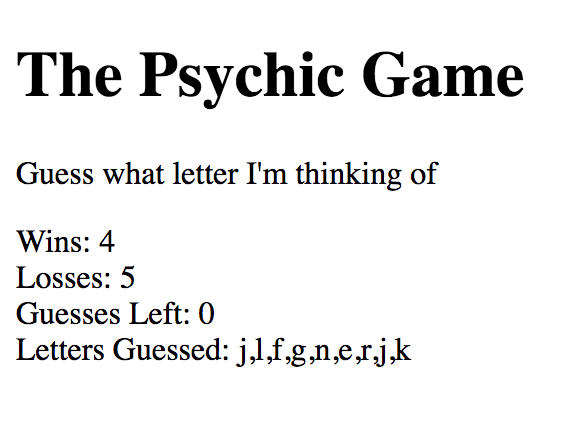 The Psychic Game
Guess what letter I'm thinking of
Wins: 4
Losses: 5
Guesses Left: 0
Letters Guessed: j,l,f,g,n,e,r,j,k